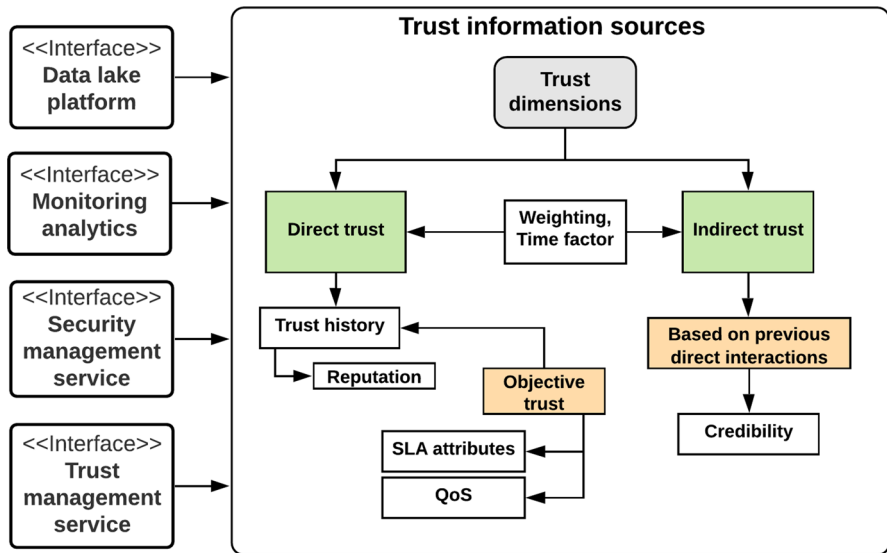 <<Interface>>
Data lake
platform
<<Interface>>
Monitoring
analytics
<<Interface>>
Security
management
service
<<Interface>>
Trust
management
service
Trust information sources
Trust
dimensions
Direct trust
Weighting,
Time factor
Indirect trust
Trust history
Reputation
Objective
trust
SLA attributes
QoS
Based on previous
direct interactions
Credibility